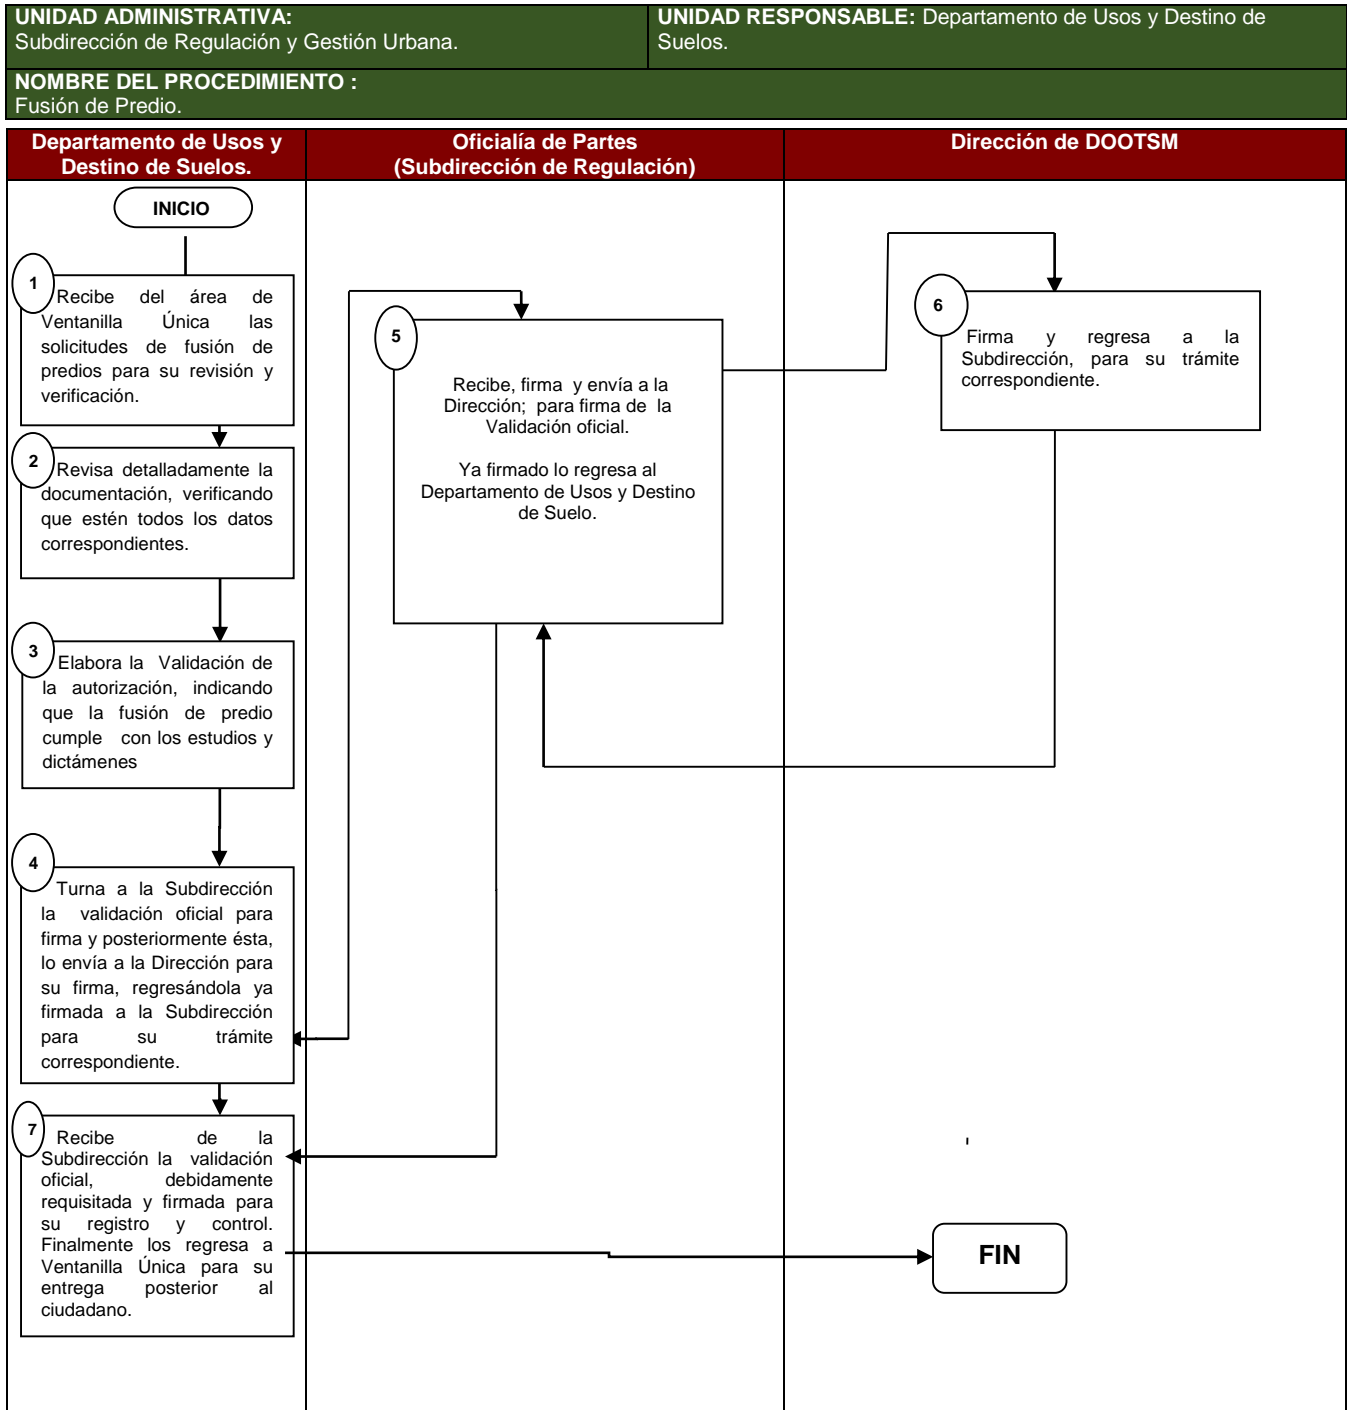 UNIDAD ADMINISTRATIVA:
Subdirección de Regulación y Gestión Urbana.
UNIDAD RESPONSABLE: Departamento de Usos y Destino de
Suelos.
NOMBRE DEL PROCEDIMIENTO :
Fusión de Predio.
Departamento de Usos y
Destino de Suelos.
Oficialía de Partes
(Subdirección de Regulación)
Dirección de DOOTSM
INICIO
1
Recibe del área de
Ventanilla Única las
solicitudes de fusión de
predios para su revisión y
verificación.
2
Revisa detalladamente la
documentación, verificando
que estén todos los datos
correspondientes.
3
Elabora la Validación de
la autorización, indicando
que la fusión de predio
cumple con los estudios y
dictámenes
4
Turna a la Subdirección
la validación oficial para
firma y posteriormente ésta,
lo envía a la Dirección para
su firma, regresándola ya
firmada a la Subdirección
para su trámite
correspondiente.
5
Recibe, firma y envía a la
Dirección; para firma de la
Validación oficial.
Ya firmado lo regresa al
Departamento de Usos y Destino
de Suelo.
6
Firma y regresa a la
Subdirección, para su trámite
correspondiente.
7
Recibe de la
Subdirección la validación
oficial, debidamente
requisitada y firmada para
su registro y control.
Finalmente los regresa a
Ventanilla Única para su
entrega posterior al
ciudadano.
FIN